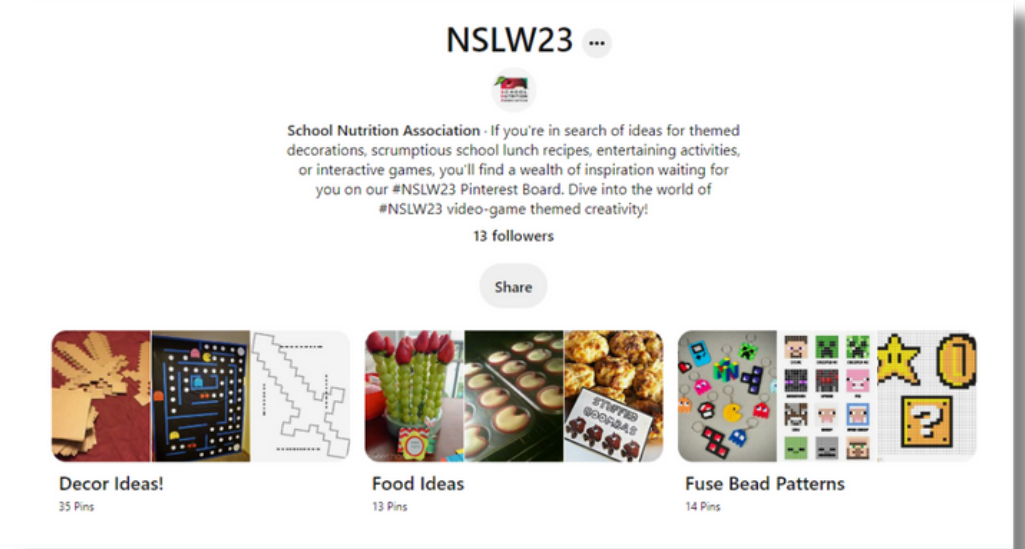 NSLW23
SCHOOL
NUTRITION
School Nutrition Association · If you're in search of ideas for themed
decorations, scrumptious school lunch recipes, entertaining activities,
or interactive games, you'll find a wealth of inspiration waiting for
you on our #NSLW23 Pinterest Board. Dive into the world of
#NSLW23 video-game themed creativity!
13 followers
Share
STUFFED
GOOMBAS
?
Decor Ideas!
35 Pins
Food Ideas
13 Pins
Fuse Bead Patterns
14 Pins